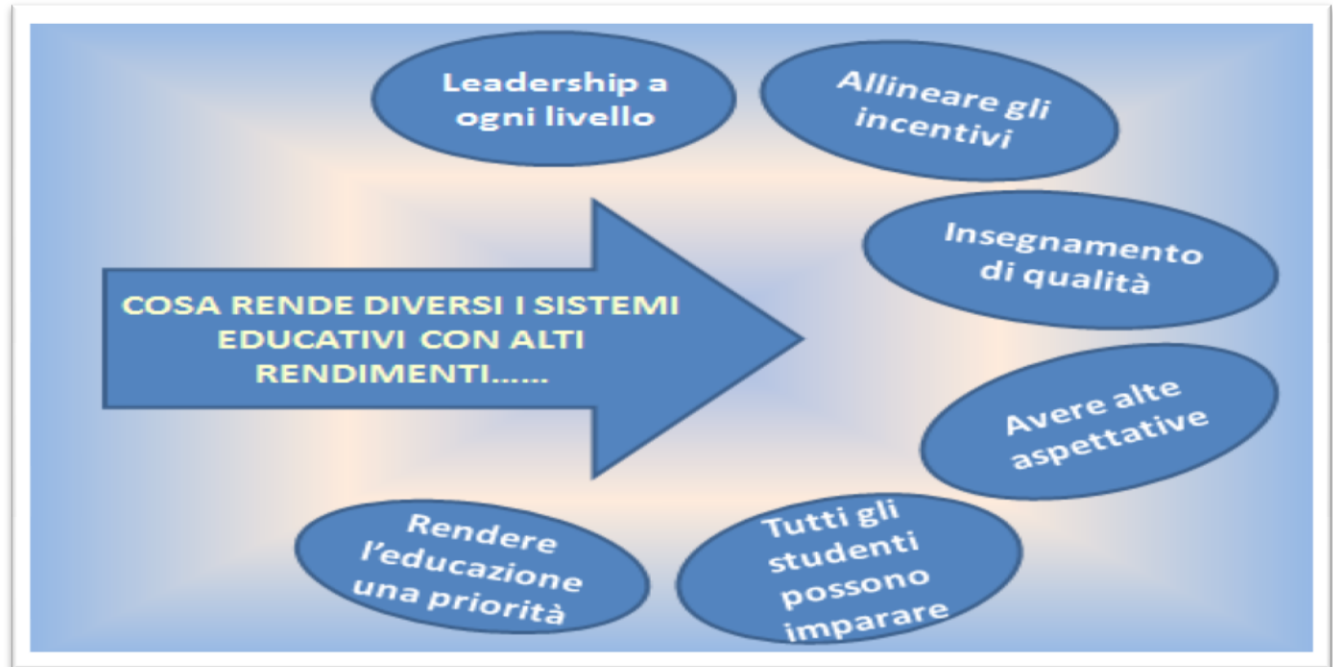 Leadership a
ogni livello
Allineare gli
incentivi
Insegnamento
di qualità
COSA RENDE DIVERSI I SISTEMI
EDUCATIVI CON ALTI
RENDIMENTI......
Avere alte
aspettative
Tutti gli
studenti
possono
imparare
Rendere
l'educazione
una priorità